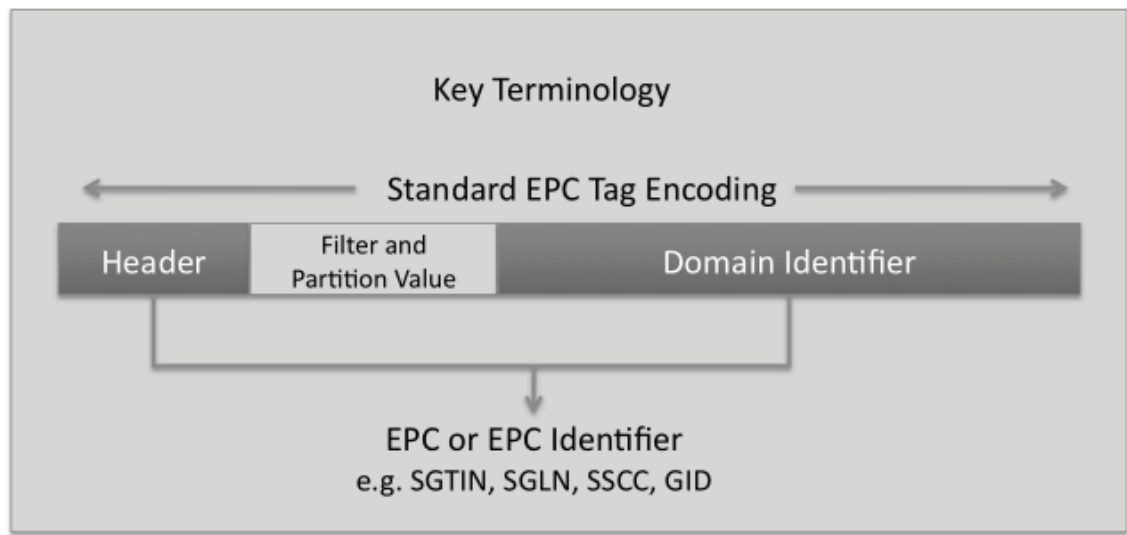 Key Terminology
Standard EPC Tag Encoding
Header
Filter and
Partition Value
Domain Identifier
EPC or EPC Identifier
e.g. SGTIN, SGLN, SSCC, GID